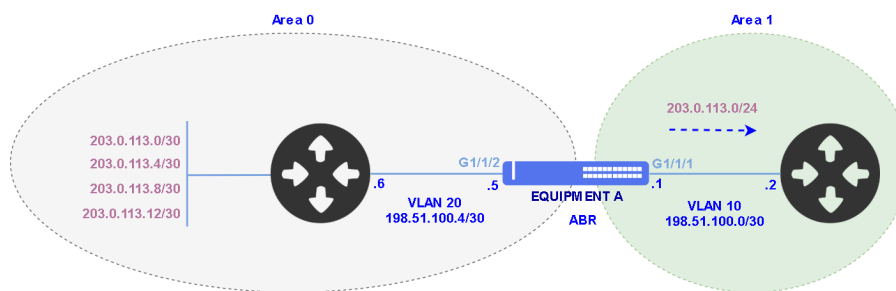 Area 0
Area 1
203.0.113.0/24
203.0.113.0/30
203.0.113.4/30
203.0.113.8/30
203.0.113.12/30
G1/1/2
G1/1/1
.6
.5
.1
.2
EQUIPMENT A
VLAN 20
198.51.100.4/30
ABR
VLAN 10
198.51.100.0/30